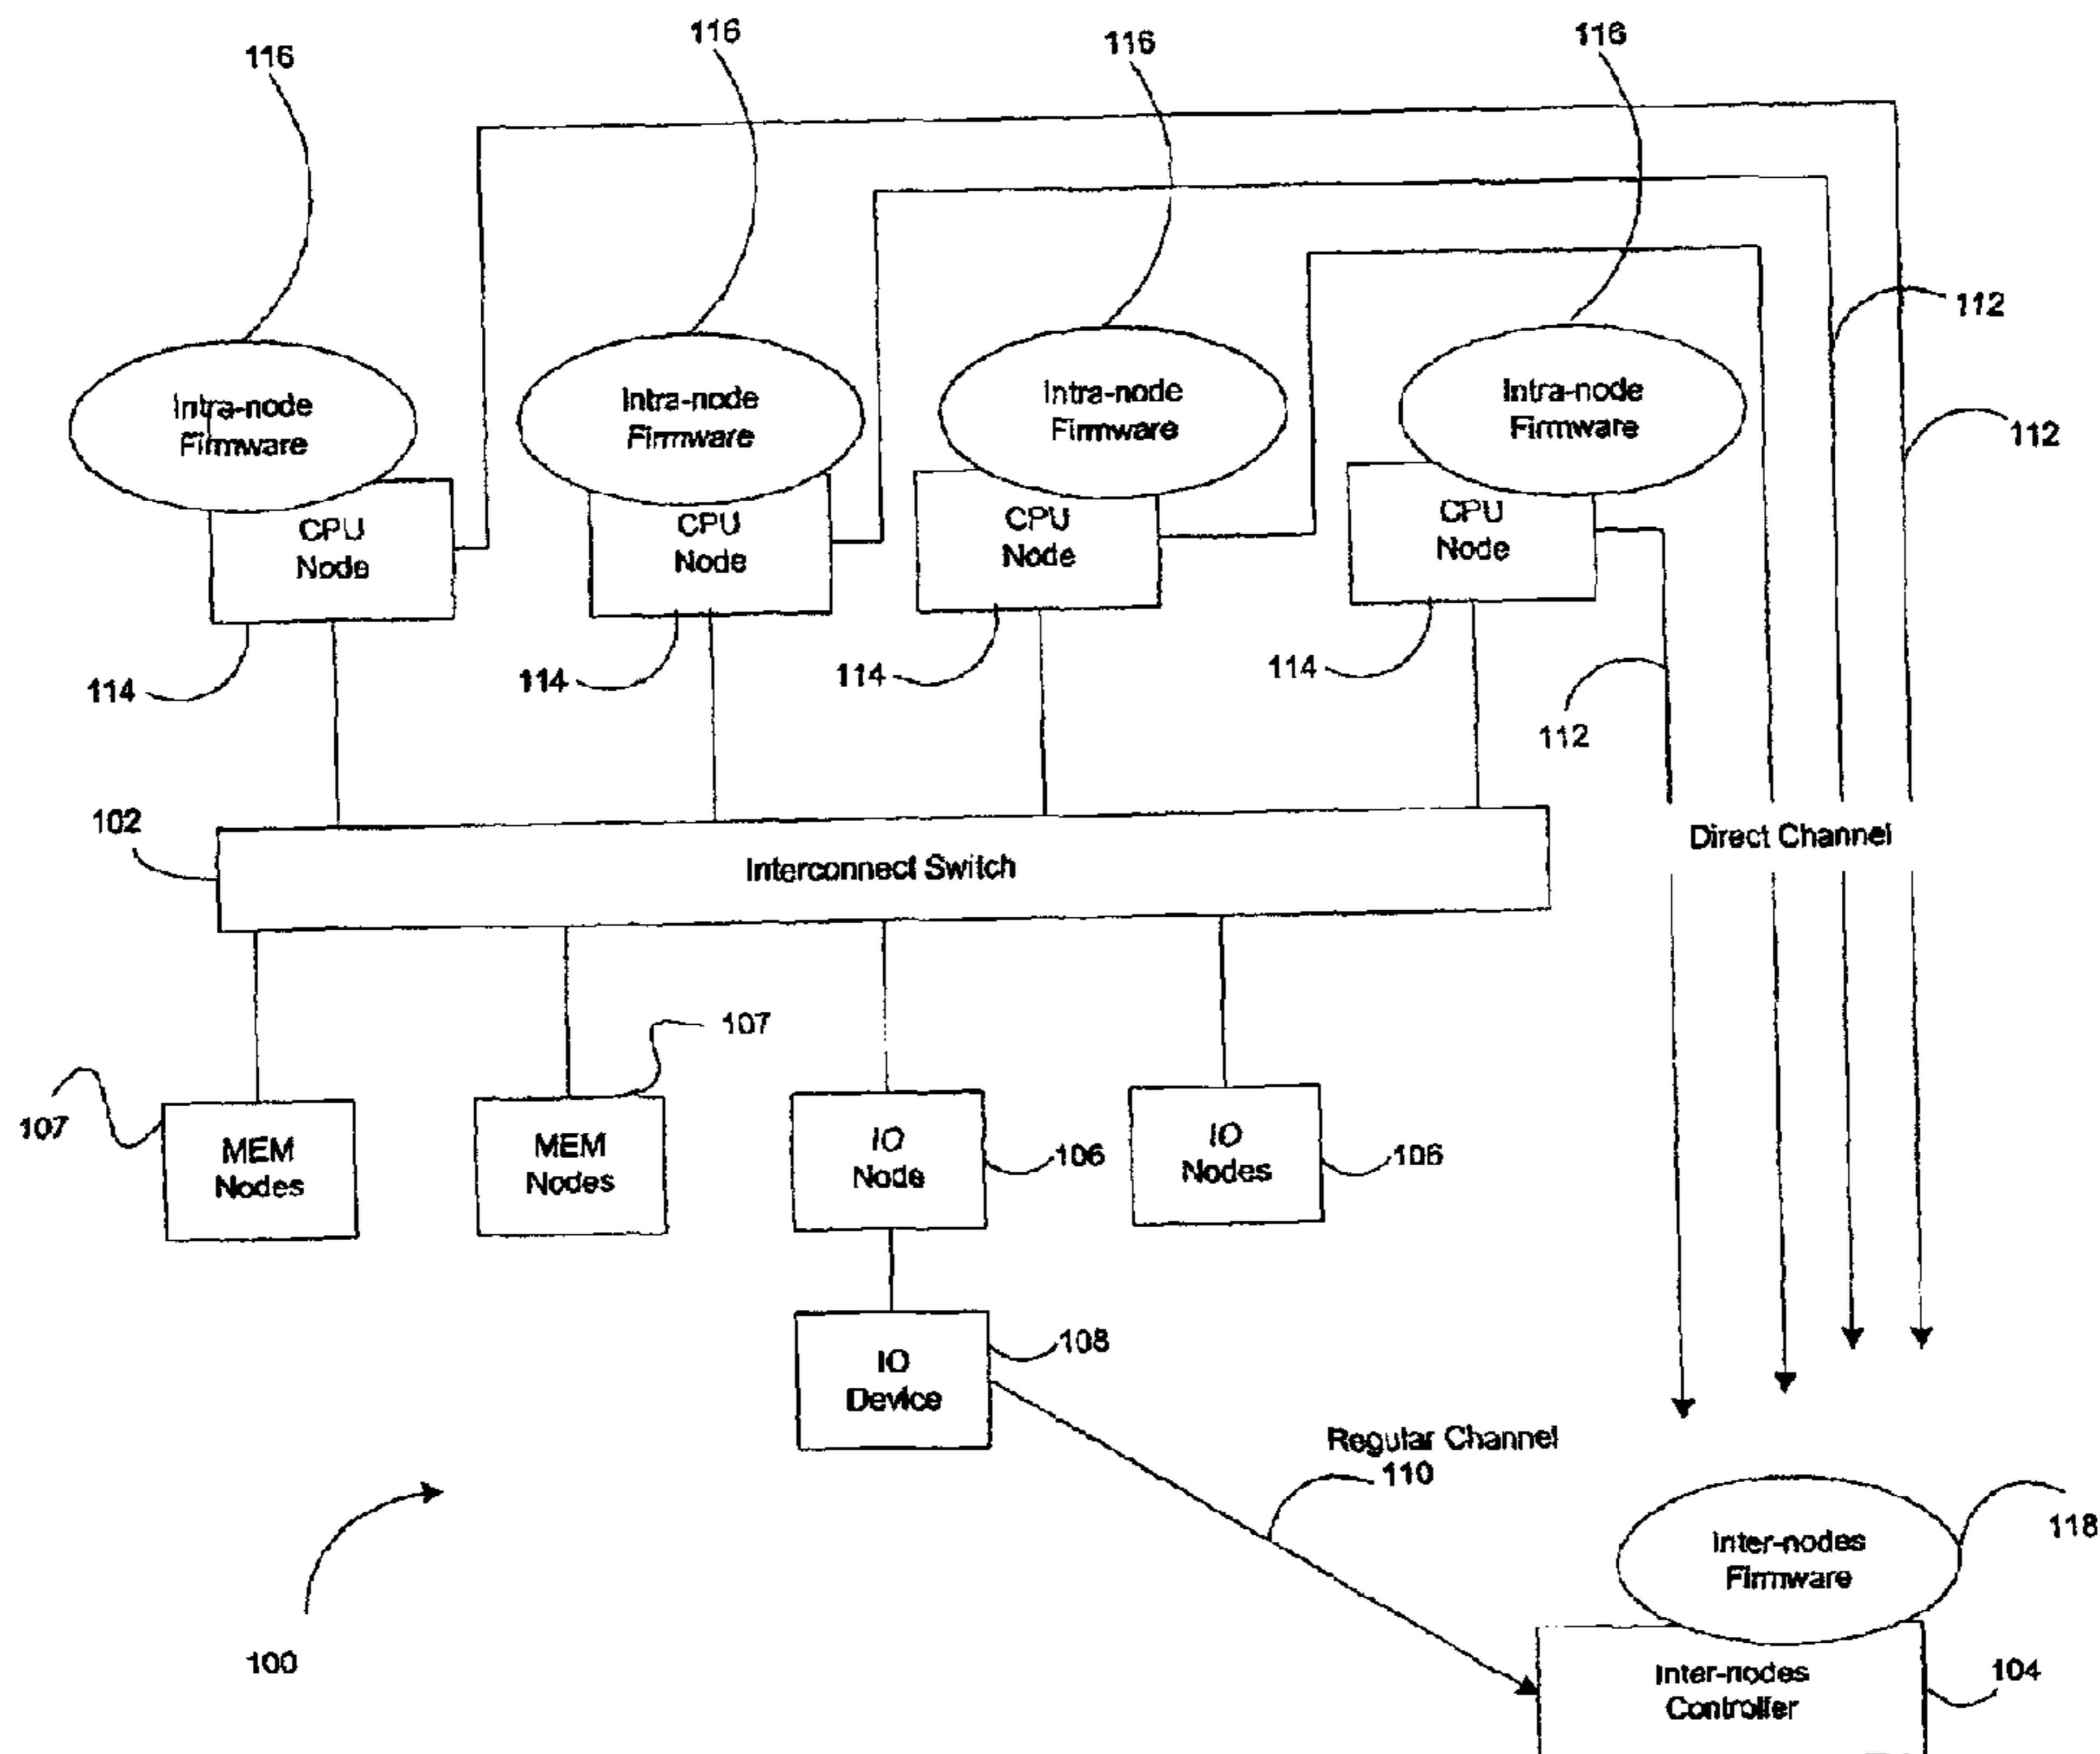 116
116
116
116
112
112
Intra-node
Firmware
Intra-node
Firmware
Intra-node
Firmware
Intra-node
Firmware
CPU
Node
CPU
Node
CPU
Node
CPU
Node
114
114
114
114
112
102
Interconnect Switch
Direct Channel
107
107
MEM
Nodes
MEM
Nodes
IO
Node
106
IO
Nodes
106
IO
Device
108
Regular Channel
110
100
Inter-nodes
Firmware
118
Inter-nodes
Controller
104